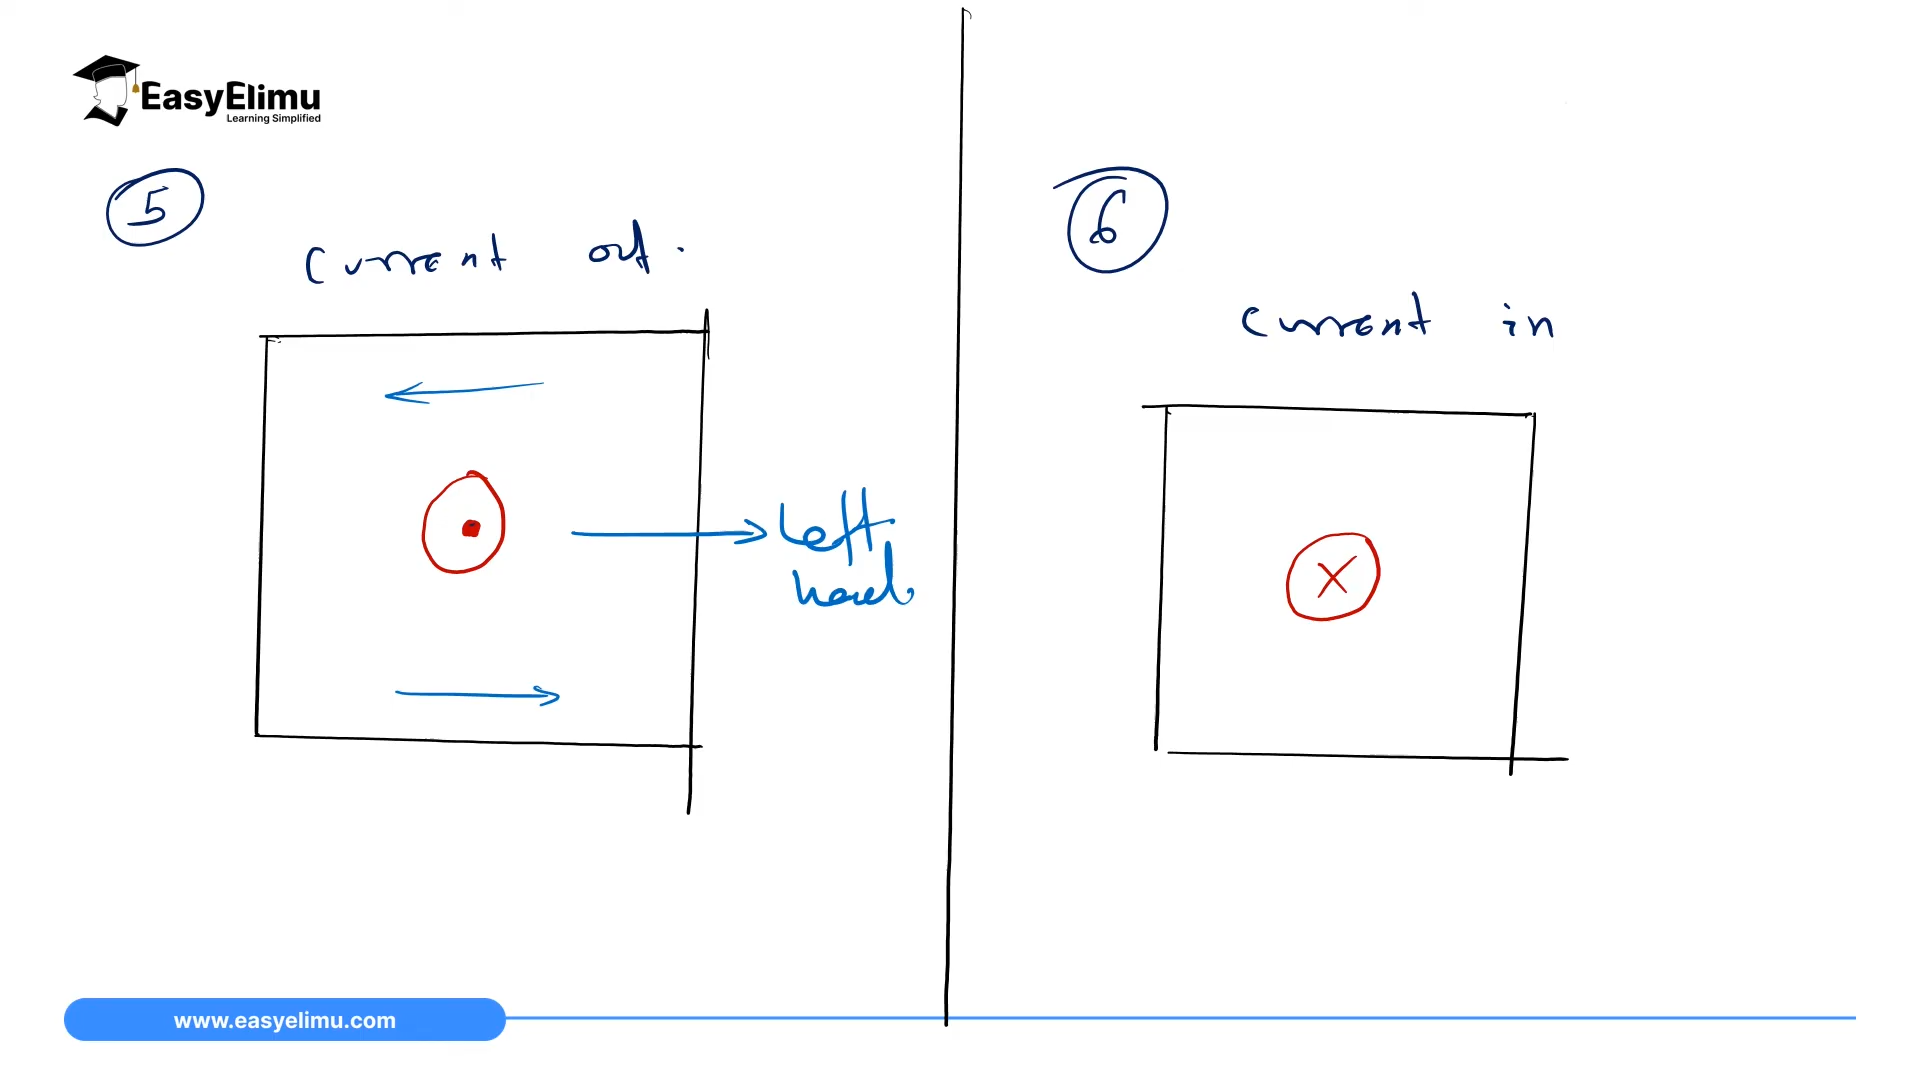 EasyElimu
Learning Simplified
5
Current out.
Left
hand
6
Current in
www.easyelimu.com